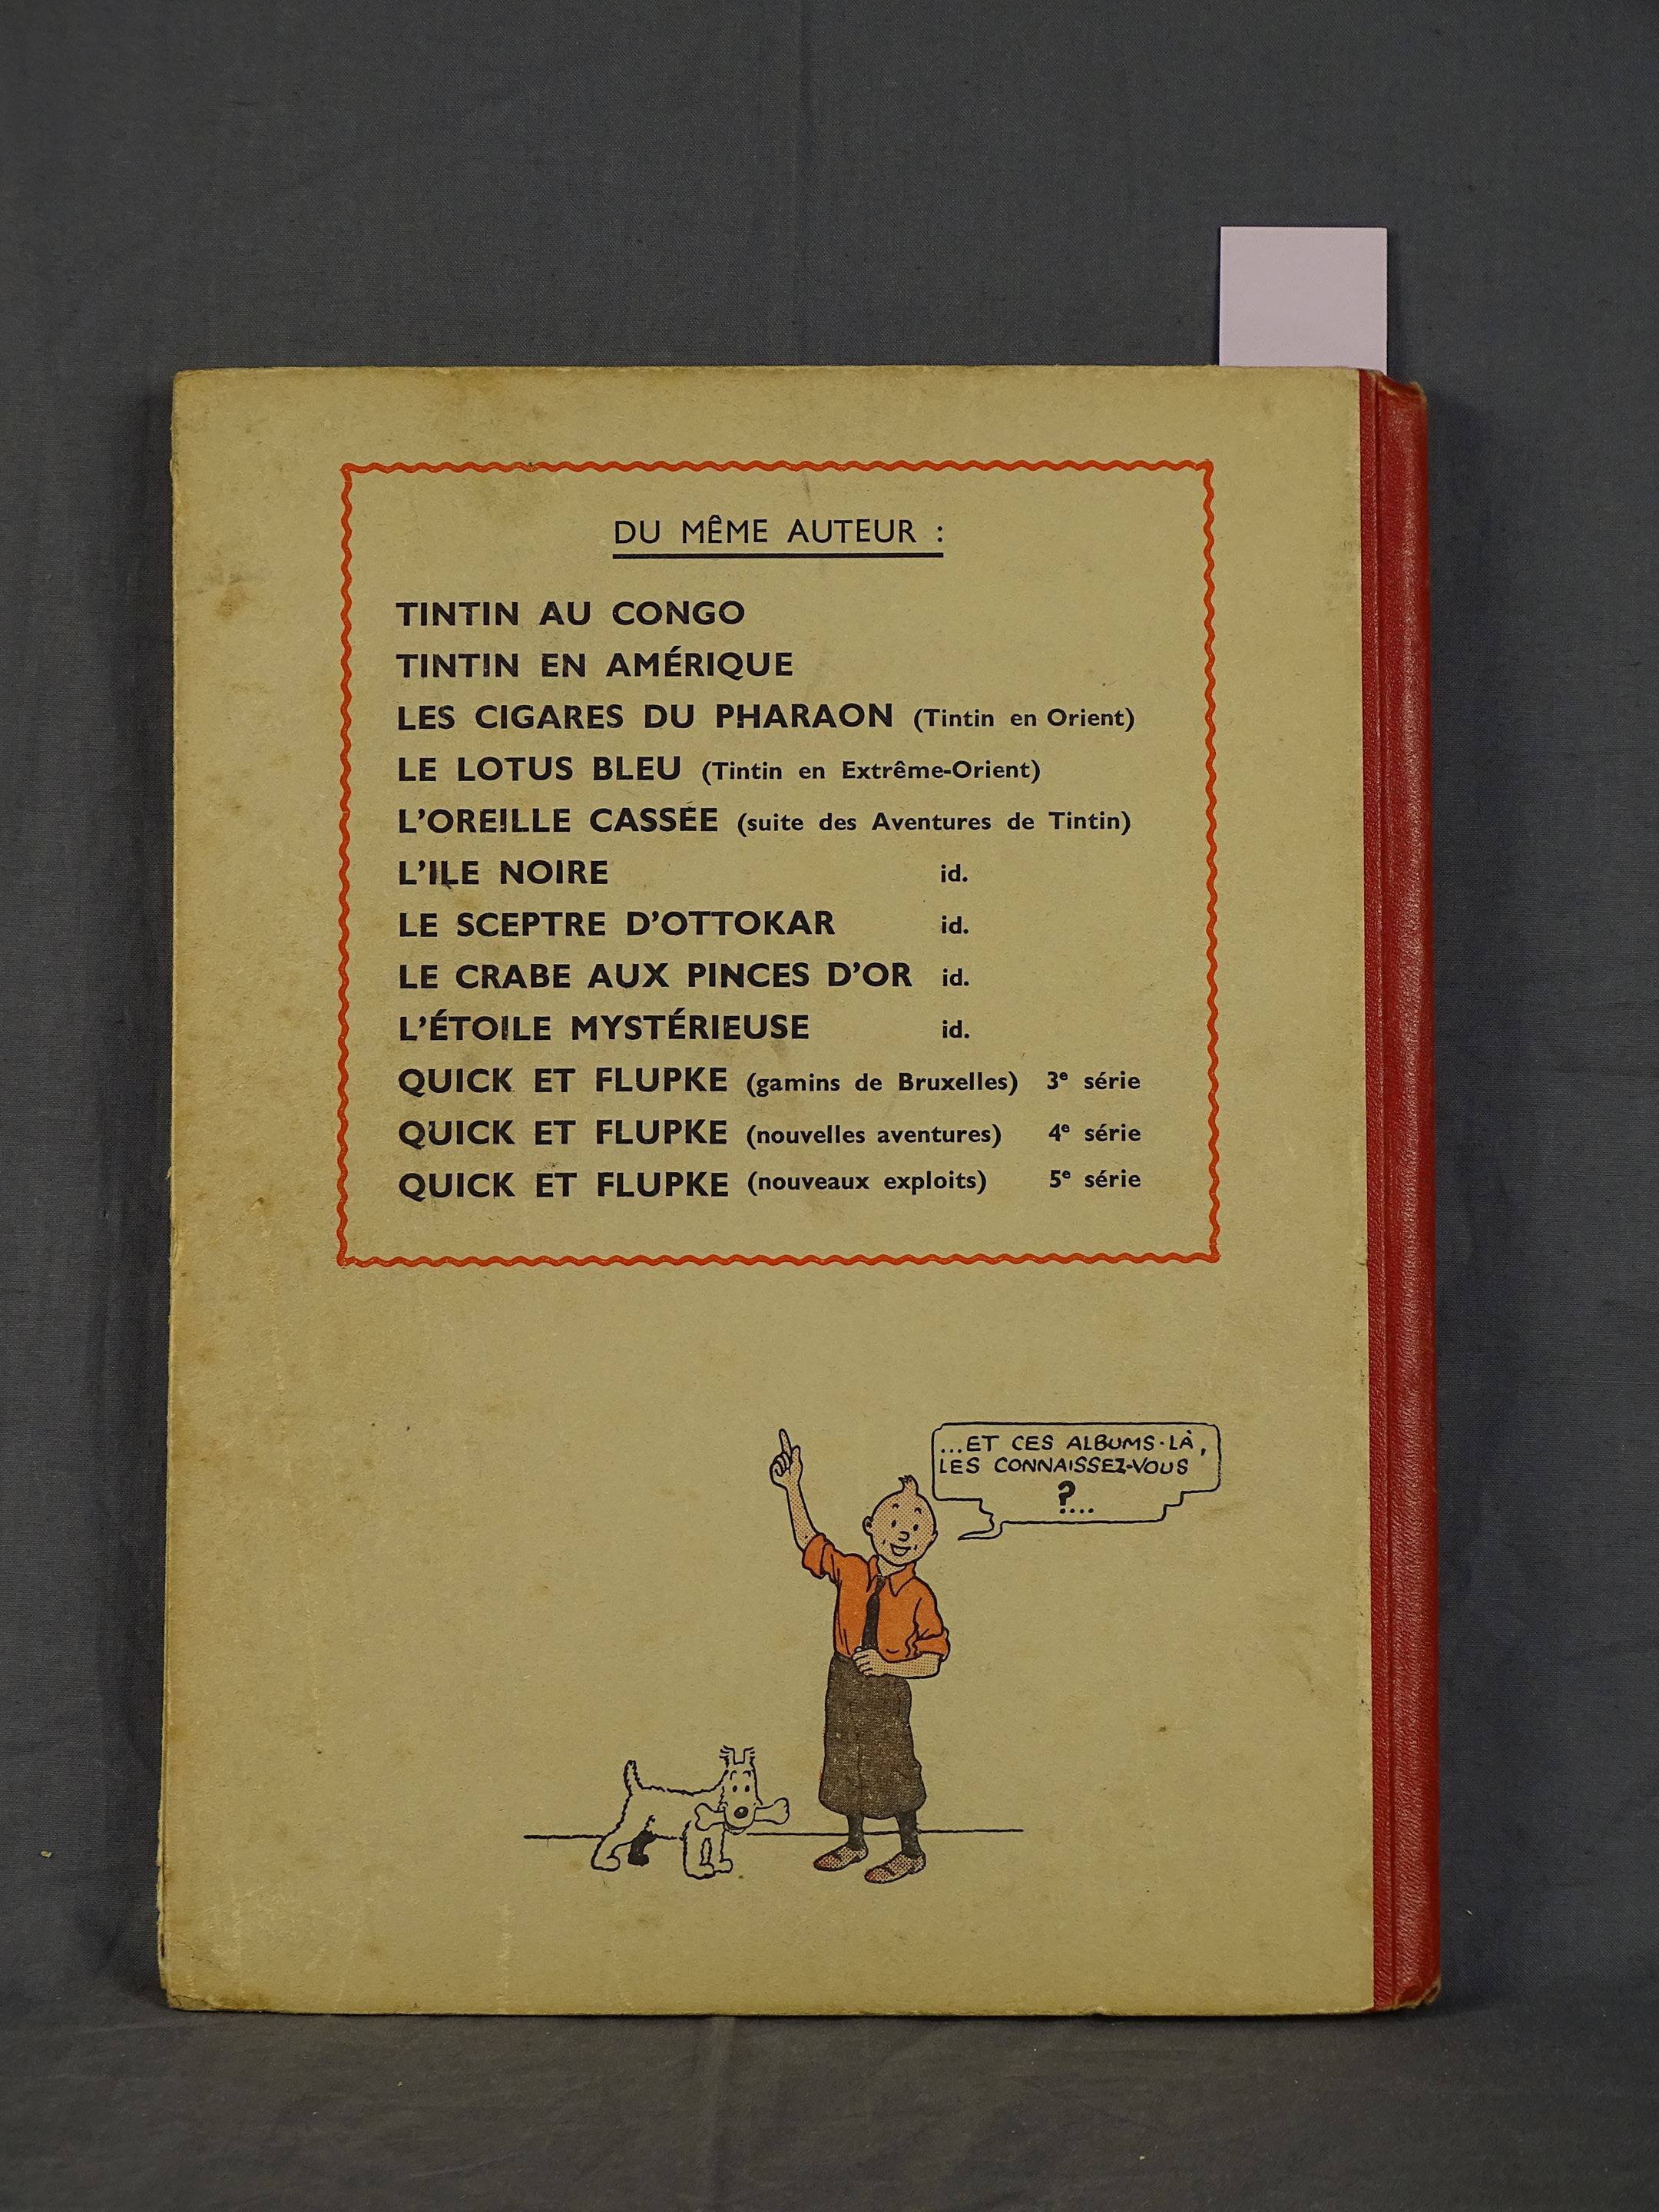 DU MÊME AUTEUR :
TINTIN AU CONGO
TINTIN EN AMÉRIQUE
LES CIGARES DU PHARAON (Tintin en Orient)
LE LOTUS BLEU (Tintin en Extrême-Orient)
L'OREILLE CASSÉE (suite des Aventures de Tintin)
L'ILE NOIRE id.
LE SCEPTRE D'OTTOKAR id.
LE CRABE AUX PINCES D'OR id.
L'ÉTOILE MYSTÉRIEUSE id.
QUICK ET FLUPKE (gamins de Bruxelles) 3e série
QUICK ET FLUPKE (nouvelles aventures) 4e série
QUICK ET FLUPKE (nouveaux exploits) 5e série
...ET CES ALBUMS-LÀ,
LES CONNAISSEZ-VOUS
?...